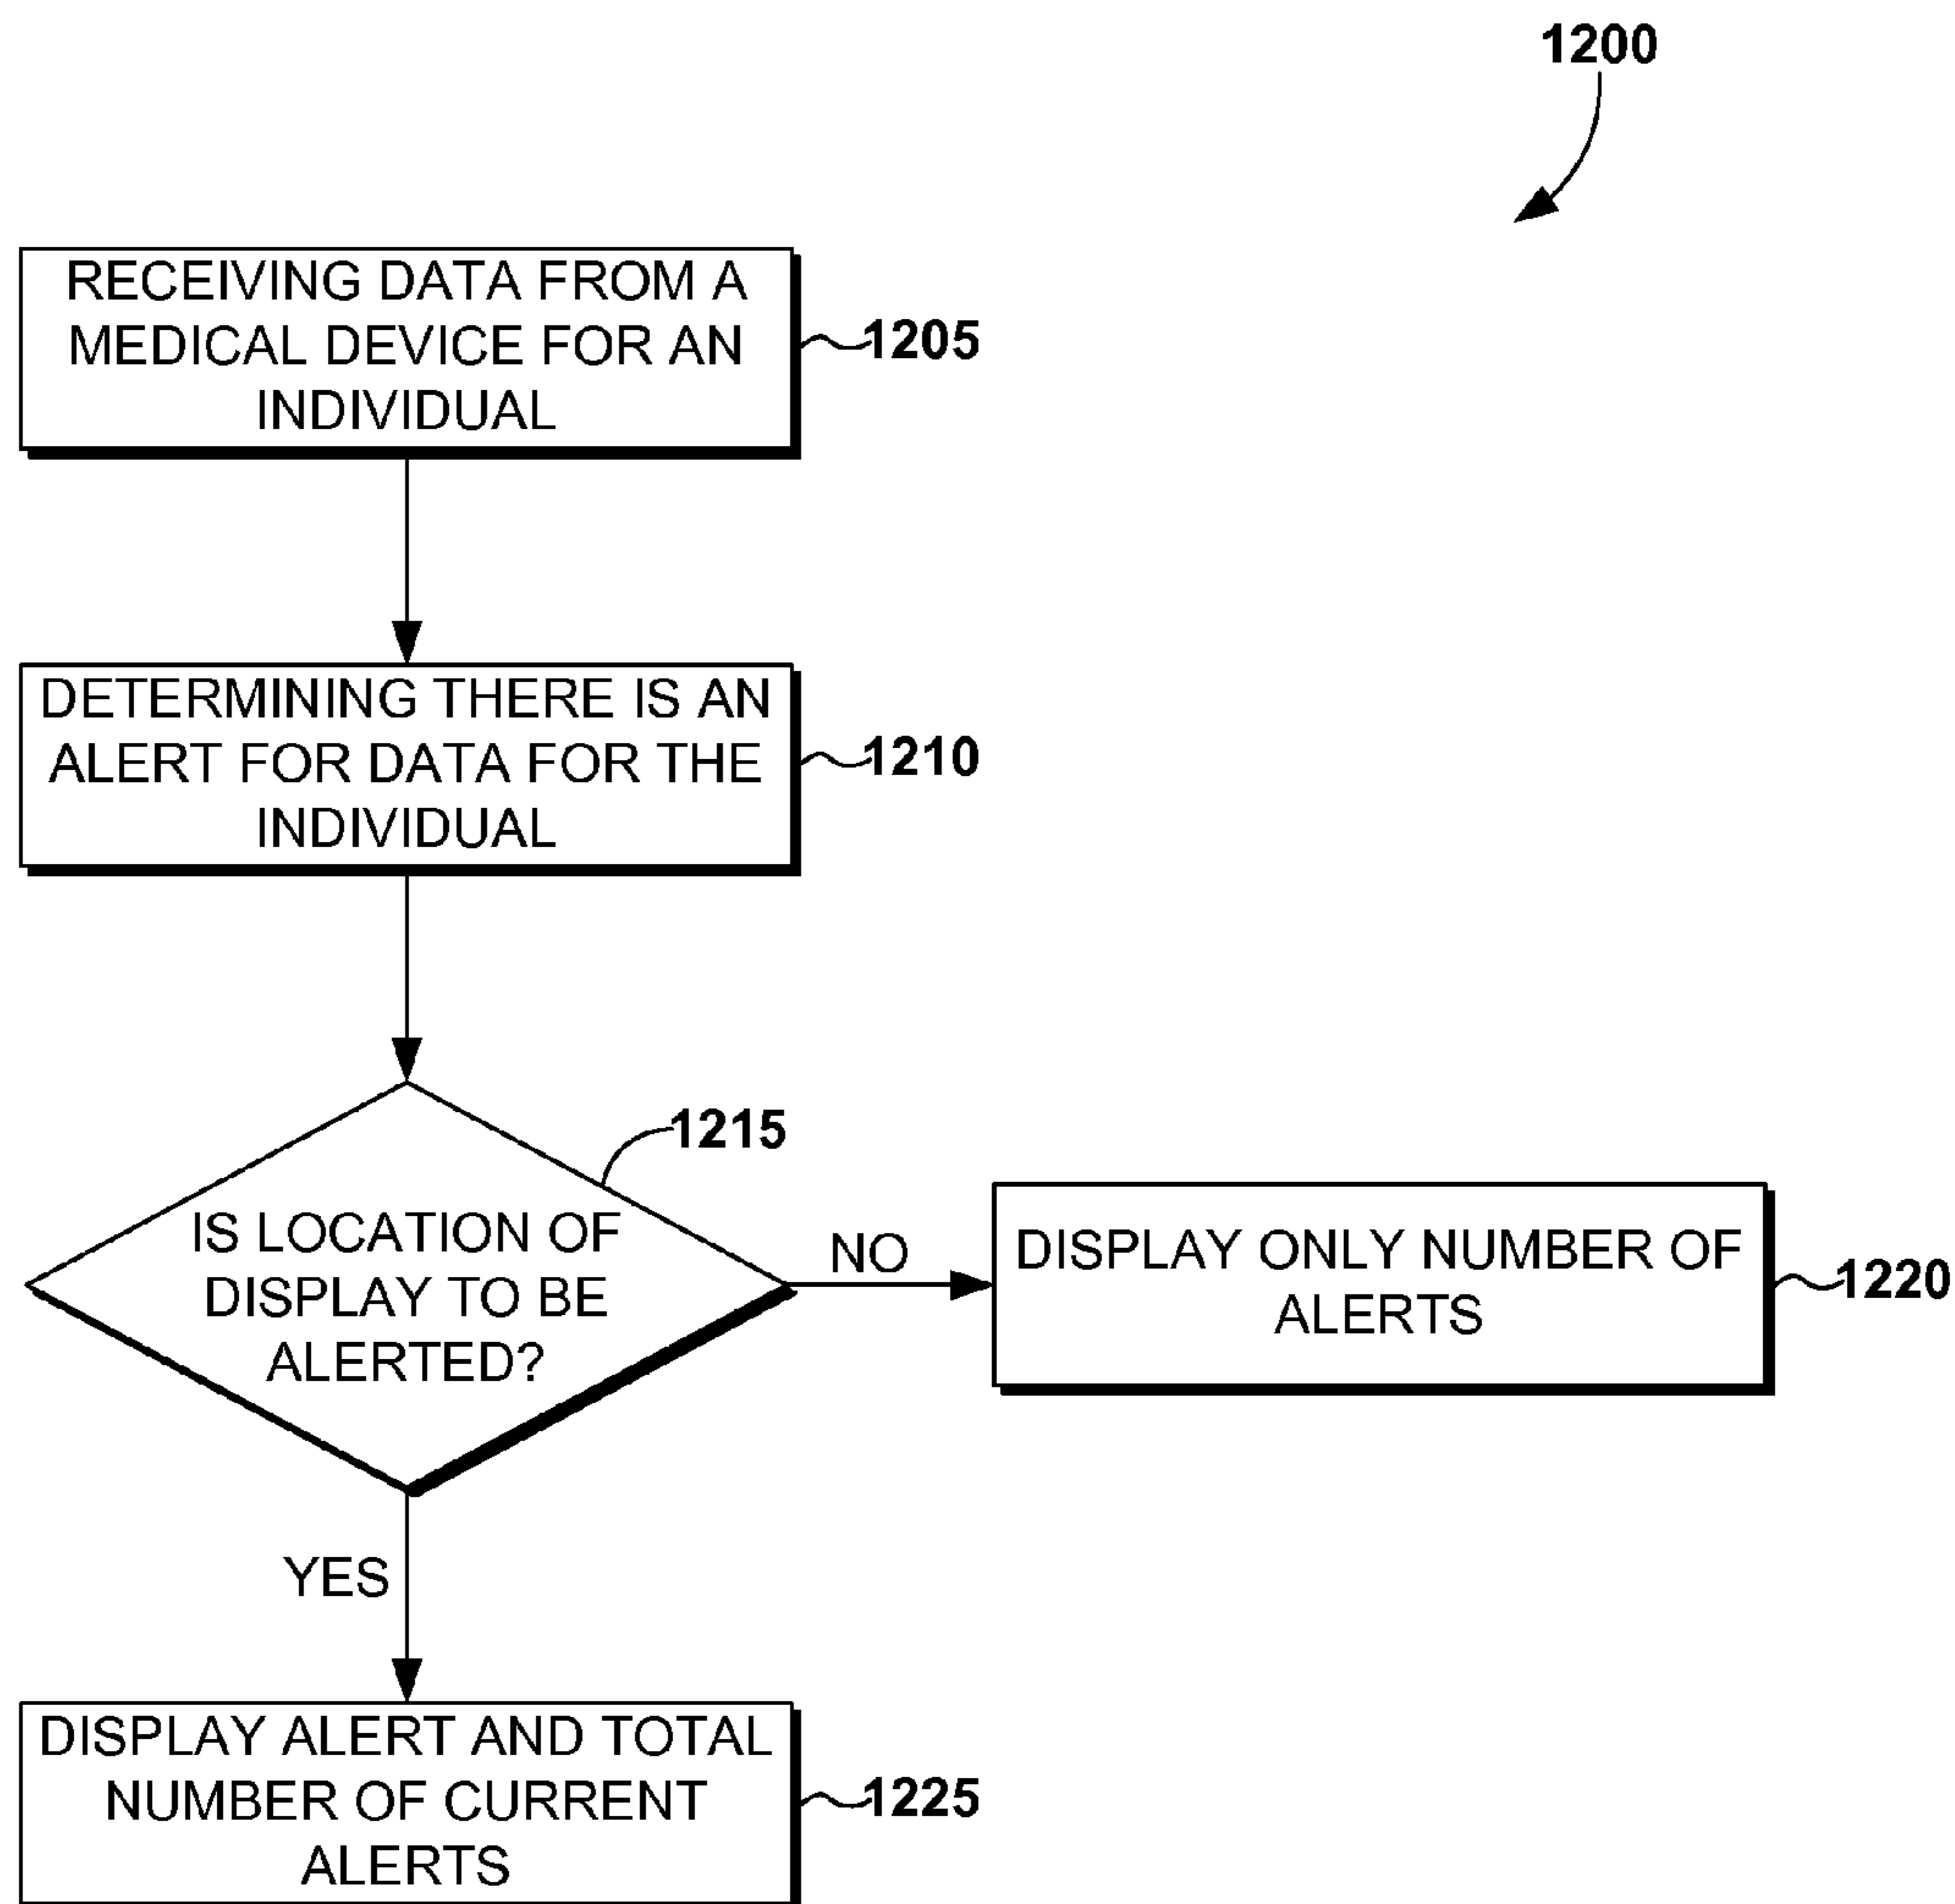 1200
RECEIVING DATA FROM A
MEDICAL DEVICE FOR AN
INDIVIDUAL
1205
DETERMINING THERE IS AN
ALERT FOR DATA FOR THE
INDIVIDUAL
1210
1215
IS LOCATION OF
DISPLAY TO BE
ALERTED?
NO
DISPLAY ONLY NUMBER OF
ALERTS
1220
YES
DISPLAY ALERT AND TOTAL
NUMBER OF CURRENT
ALERTS
1225